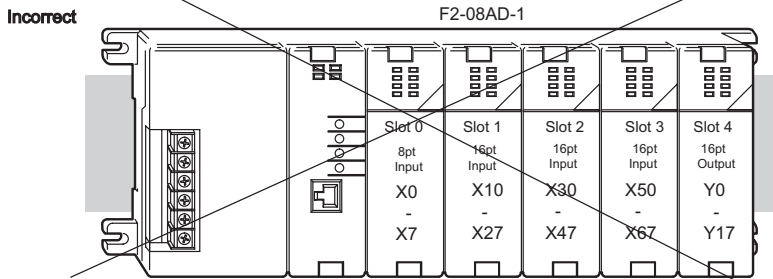 Incorrect
F2-08AD-1
Slot 0
8pt
Input
X0
-
X7
Slot 1
16pt
Input
X10
-
X27
Slot 2
16pt
Input
X30
-
X47
Slot 3
16pt
Input
X50
-
X67
Slot 4
16pt
Output
Y0
-
Y17